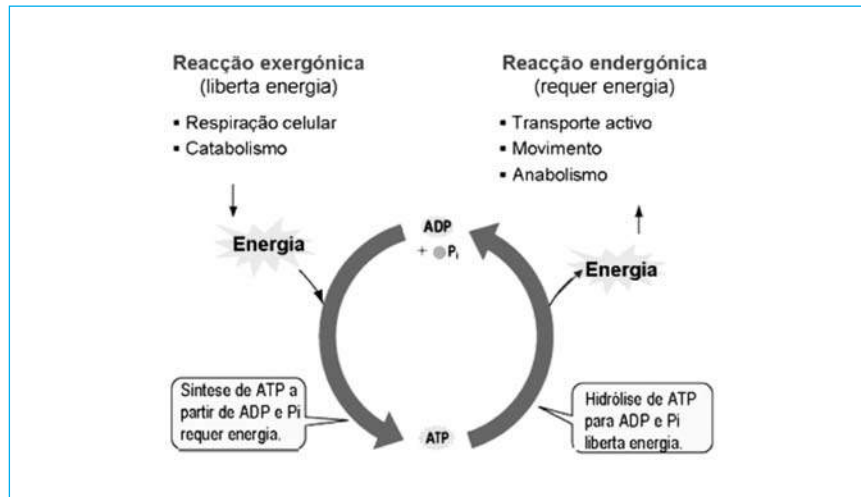 Reacção exergónica
(liberta energia)
▪ Respiração celular
▪ Catabolismo
Energia
Reacção endergónica
(requer energia)
▪ Transporte activo
▪ Movimento
▪ Anabolismo
Energia
ADP
+ Pi
Síntese de ATP a
partir de ADP e Pi
requer energia.
ATP
Hidrólise de ATP
para ADP e Pi
liberta energia.